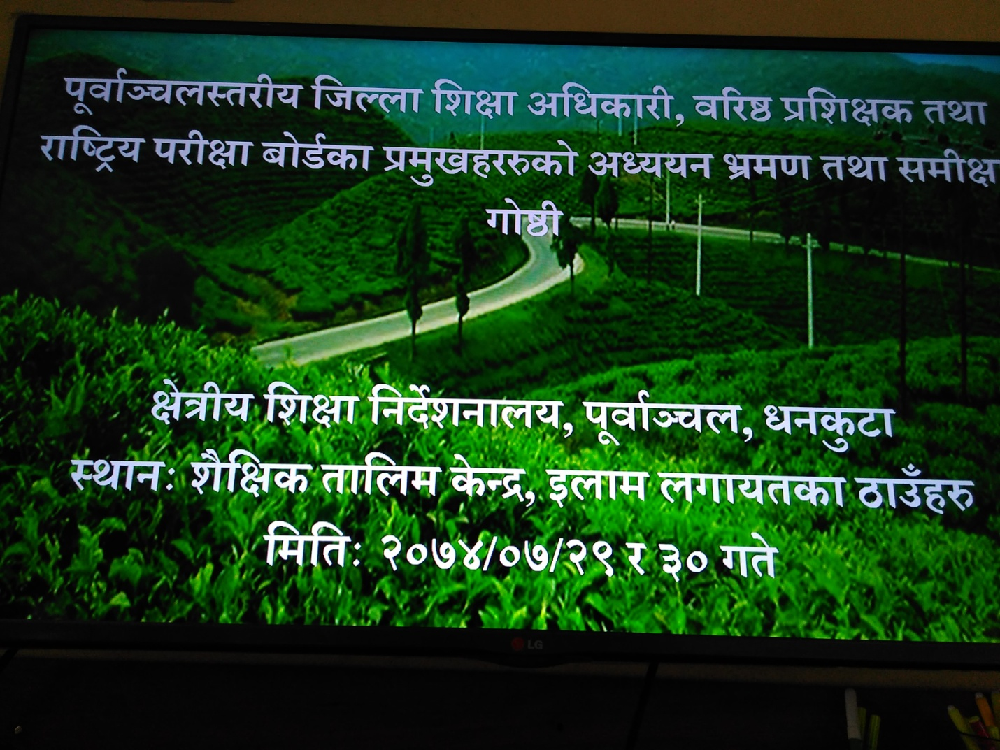 पूर्वाञ्चलस्तरीय जिल्ला शिक्षा अधिकारी, वरिष्ठ प्रशिक्षक तथा
राष्ट्रिय परीक्षा बोर्डका प्रमुखहररुको अध्ययन भ्रमण तथा समीक्षा
गोष्ठी
क्षेत्रीय शिक्षा निर्देशनालय, पूर्वाञ्चल, धनकुटा
स्थानः शैक्षिक तालिम केन्द्र, इलाम लगायतका ठाउँहरु
मितिः २०७४/०७/२९ र ३० गते
LG